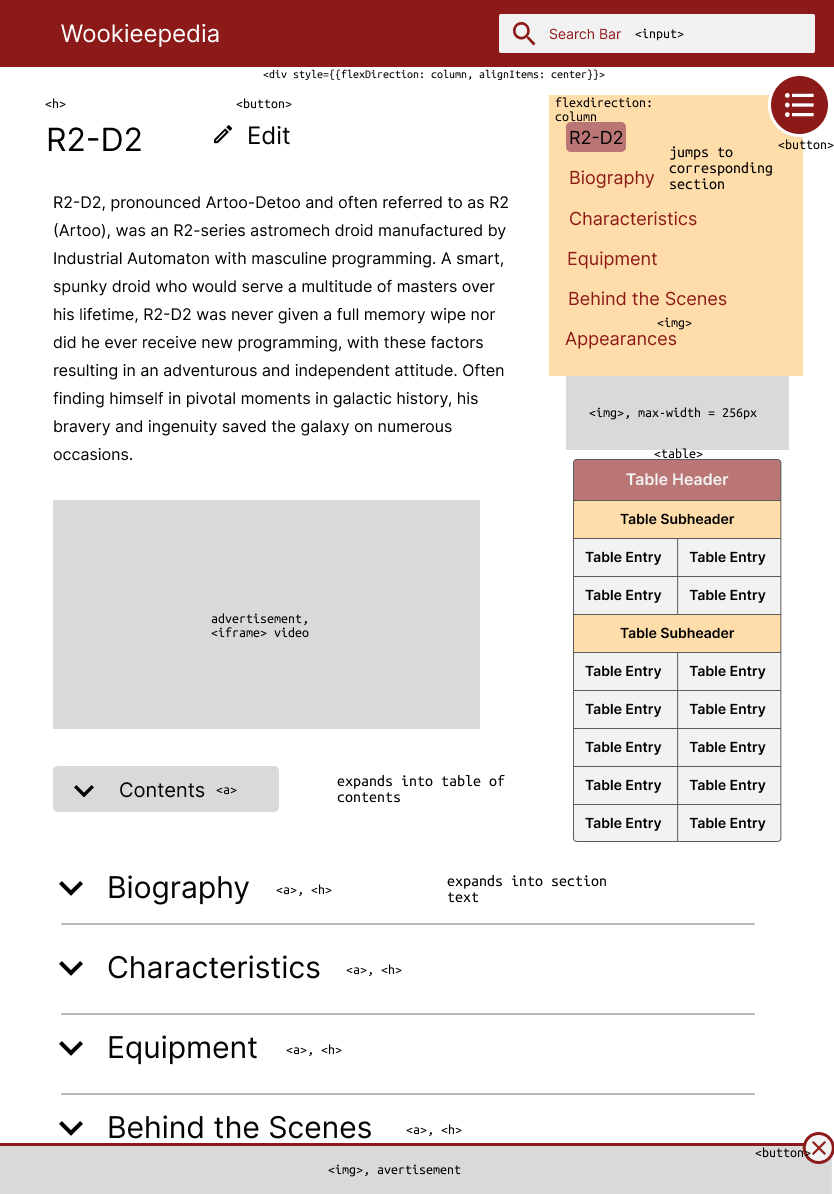 Wookieepedia
Search Bar <input>
<div style={{flexDirection: column, alignItems: center}}>
<h>
<button>
R2-D2
Edit
R2-D2, pronounced Artoo-Detoo and often referred to as R2
(Artoo), was an R2-series astromech droid manufactured by
Industrial Automaton with masculine programming. A smart,
spunky droid who would serve a multitude of masters over
his lifetime, R2-D2 was never given a full memory wipe nor
did he ever receive new programming, with these factors
resulting in an adventurous and independent attitude. Often
finding himself in pivotal moments in galactic history, his
bravery and ingenuity saved the galaxy on numerous
occasions.
flexdirection:
column
<button>
R2-D2
jumps to
corresponding
section
Biography
Characteristics
Equipment
Behind the Scenes
<img>
Appearances
<img>, max-width = 256px
<table>
Table Header
Table Subheader
Table Entry Table Entry
Table Entry Table Entry
Table Subheader
Table Entry Table Entry
Table Entry Table Entry
Table Entry Table Entry
Table Entry Table Entry
Table Entry Table Entry
advertisement,
<iframe> video
Contents <a>
expands into table of
contents
Biography <a>, <h>
expands into section
text
Characteristics <a>, <h>
Equipment <a>, <h>
Behind the Scenes <a>, <h>
<button>
<img>, avertisement